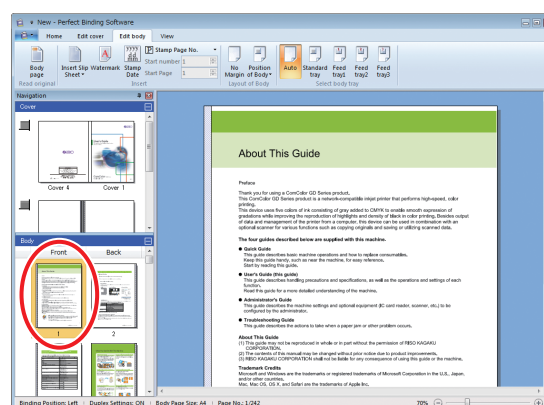 New - Perfect Binding Software
Home Edit cover Edit body View
Body page
Insert Slip Sheet
Watermark
Stamp Date
Stamp Page No.
Start number 1
Start Page 1
No Margin
Position of Body
Auto
Standard tray
Feed tray1
Feed tray2
Feed tray3
Read original Insert Layout of Body Select body tray
Navigation
Cover
Cover 4 Cover 1
Body
Front Back
1 2
About This Guide
Preface
Thank you for using a ComColor GD Series product.
This ComColor GD Series product is a network-compatible inkjet printer that performs high-speed, color
printing.
This device uses five colors of ink consisting of gray added to CMYK to enable smooth expression of
gradations while improving the reproduction of highlights and density of black in color printing. Besides output
of data and management of the printer from a computer, this device can be used in combination with an
optional scanner for various functions such as copying originals and saving or utilizing scanned data.
The four guides described below are supplied with this machine.
● Quick Guide
This guide describes basic machine operations and how to replace consumables.
Keep this guide handy, such as near the machine, for easy reference.
Start by reading this guide.
● User's Guide (this guide)
This guide describes handling precautions and specifications, as well as the operations and settings of each
function.
Read this guide for a more detailed understanding of the machine.
● Administrator's Guide
This guide describes the machine settings and optional equipment (IC card reader, scanner, etc.) to be
configured by the administrator.
● Troubleshooting Guide
This guide describes the actions to take when a paper jam or other problem occurs.
About This Guide
(1) This guide may not be reproduced in whole or in part without the permission of RISO KAGAKU
CORPORATION.
(2) The contents of this manual may be changed without prior notice due to product improvements.
(3) RISO KAGAKU CORPORATION shall not be liable for any consequence of using this guide or the machine.
Trademark Credits
Microsoft and Windows are the trademarks or registered trademarks of Microsoft Corporation in the U.S., Japan,
and/or other countries.
Mac, Mac OS, OS X, and Safari are the trademarks of Apple Inc.
Binding Position: Left Duplex Settings: ON Body Page Size: A4 Page No.: 1/242 70%